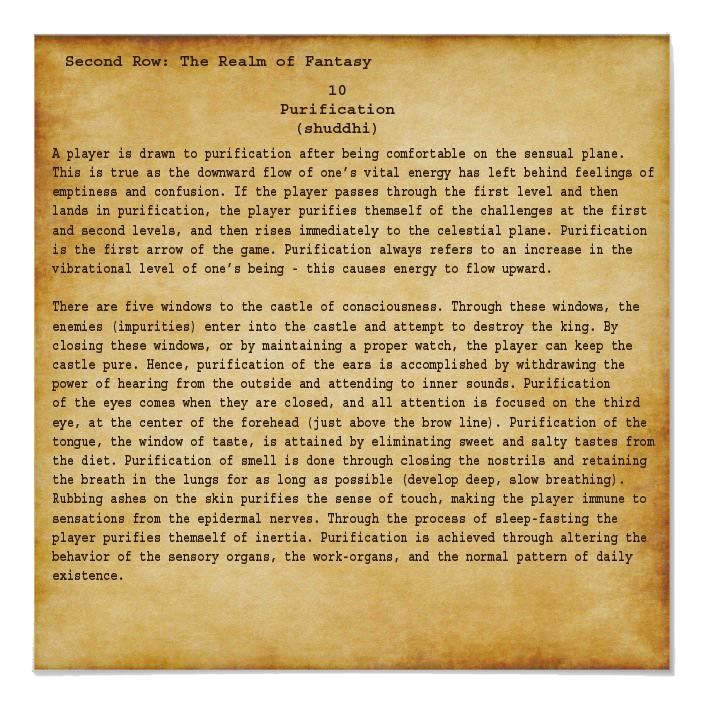 Second Row: The Realm of Fantasy
10
Purification
(shuddhi)
A player is drawn to purification after being comfortable on the sensual plane.
This is true as the downward flow of one's vital energy has left behind feelings of
emptiness and confusion. If the player passes through the first level and then
lands in purification, the player purifies themself of the challenges at the first
and second levels, and then rises immediately to the celestial plane. Purification
is the first arrow of the game. Purification always refers to an increase in the
vibrational level of one's being - this causes energy to flow upward.
There are five windows to the castle of consciousness. Through these windows, the
enemies (impurities) enter into the castle and attempt to destroy the king. By
closing these windows, or by maintaining a proper watch, the player can keep the
castle pure. Hence, purification of the ears is accomplished by withdrawing the
power of hearing from the outside and attending to inner sounds. Purification
of the eyes comes when they are closed, and all attention is focused on the third
eye, at the center of the forehead (just above the brow line). Purification of the
tongue, the window of taste, is attained by eliminating sweet and salty tastes from
the diet. Purification of smell is done through closing the nostrils and retaining
the breath in the lungs for as long as possible (develop deep, slow breathing).
Rubbing ashes on the skin purifies the sense of touch, making the player immune to
sensations from the epidermal nerves. Through the process of sleep-fasting the
player purifies themself of inertia. Purification is achieved through altering the
behavior of the sensory organs, the work-organs, and the normal pattern of daily
existence.